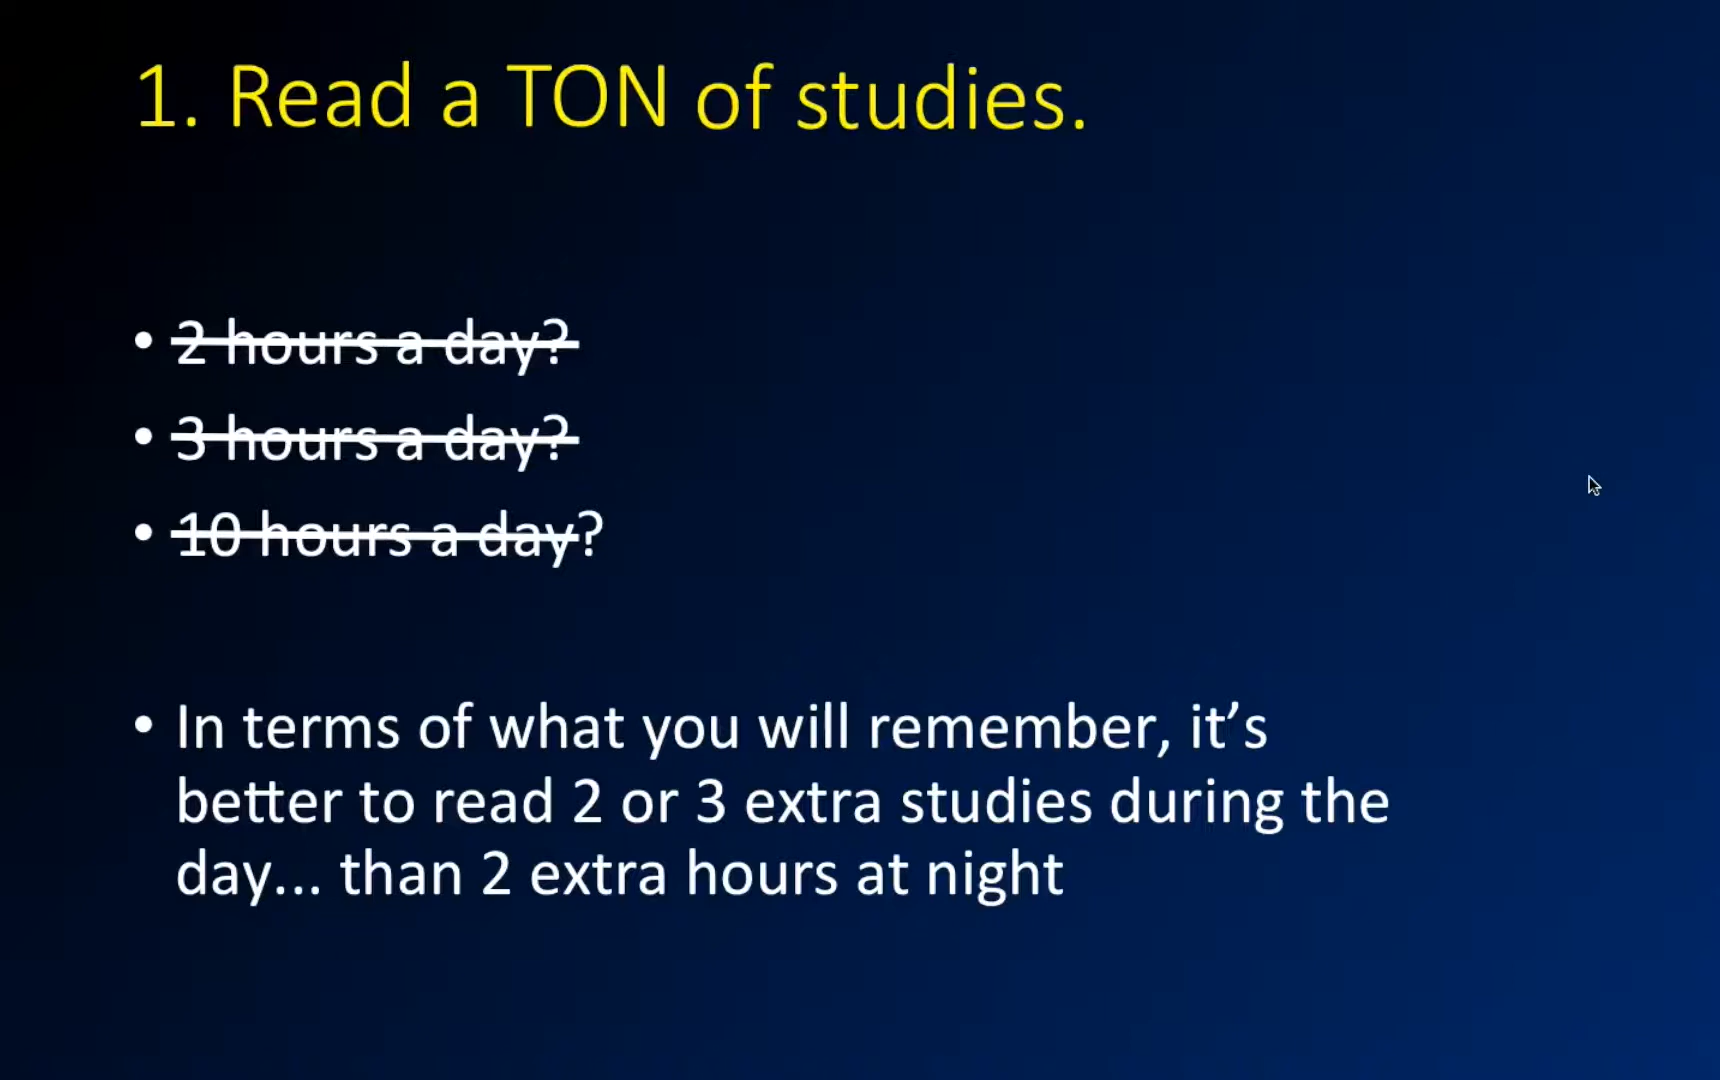 1. Read a TON of studies.
• 2 hours a day?
• 3 hours a day?
• 10 hours a day?
• In terms of what you will remember, it’s
better to read 2 or 3 extra studies during the
day... than 2 extra hours at night